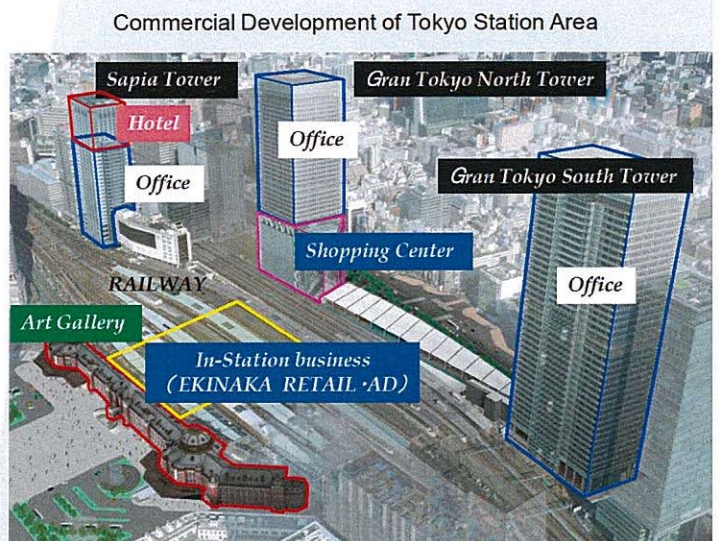 Commercial Development of Tokyo Station Area
Sapia Tower
Gran Tokyo North Tower
Hotel
Office
Office
Gran Tokyo South Tower
Shopping Center
RAILWAY
Office
Art Gallery
In-Station business
(EKINAKA RETAIL・AD)